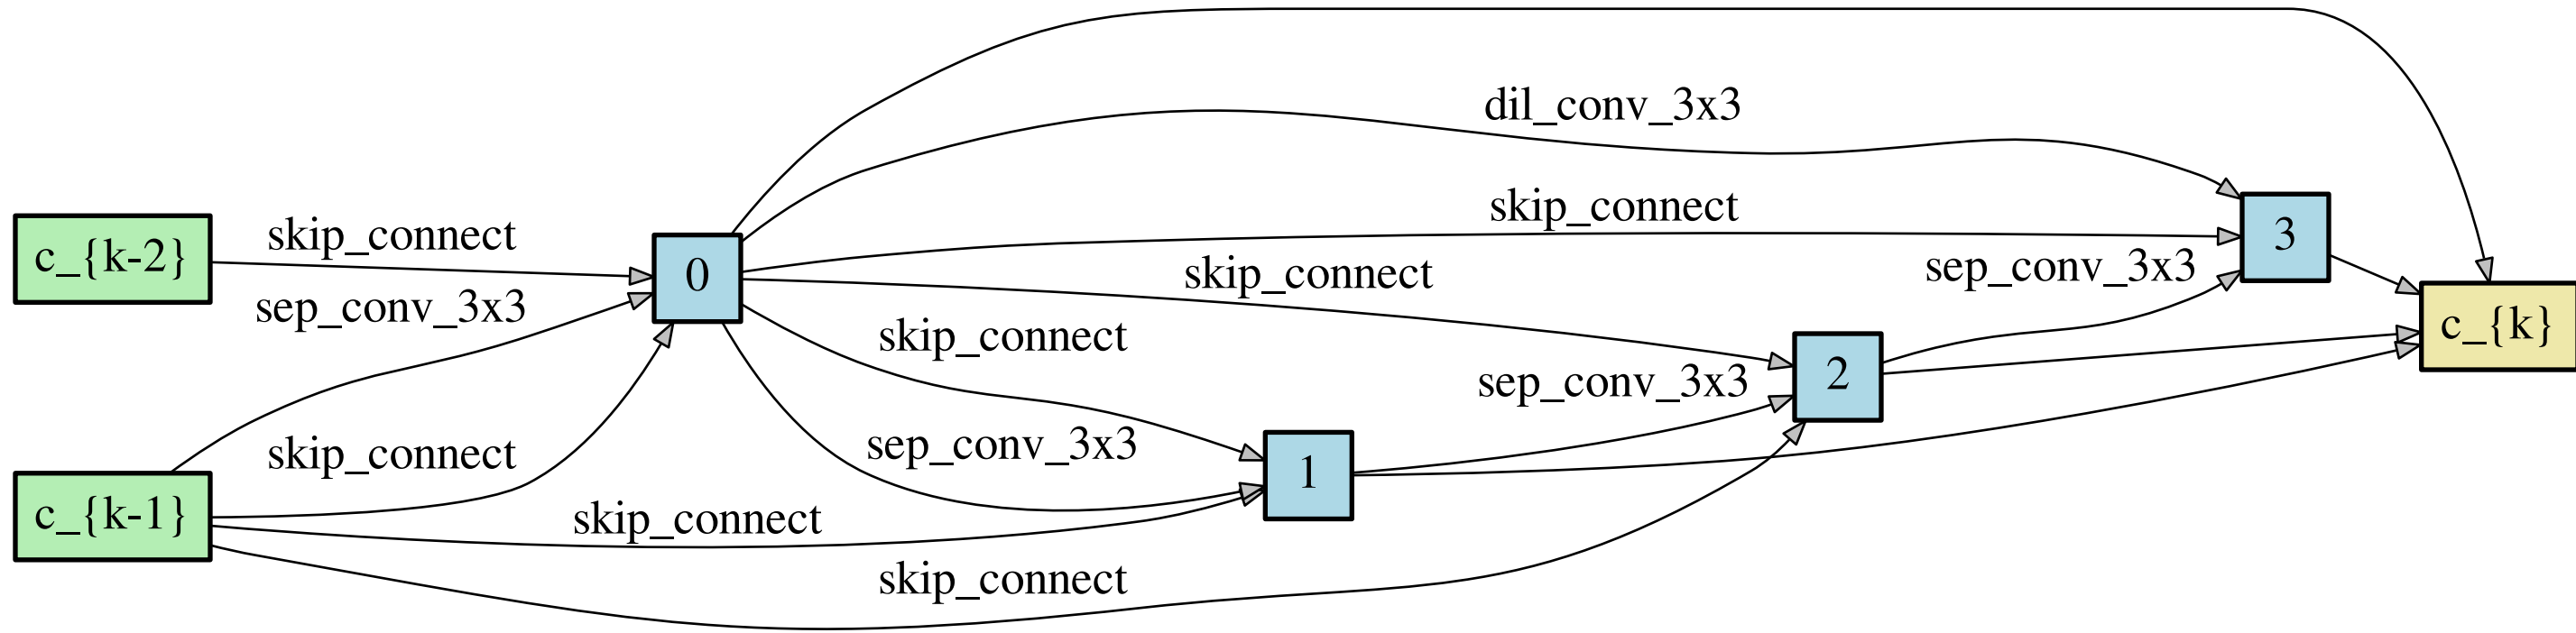 dil_conv_3x3
skip_connect
3
c_{k-2}
skip_connect
0
skip_connect
sep_conv_3x3
sep_conv_3x3
skip_connect
c_{k}
sep_conv_3x3
2
skip_connect
sep_conv_3x3
1
c_{k-1}
skip_connect
skip_connect